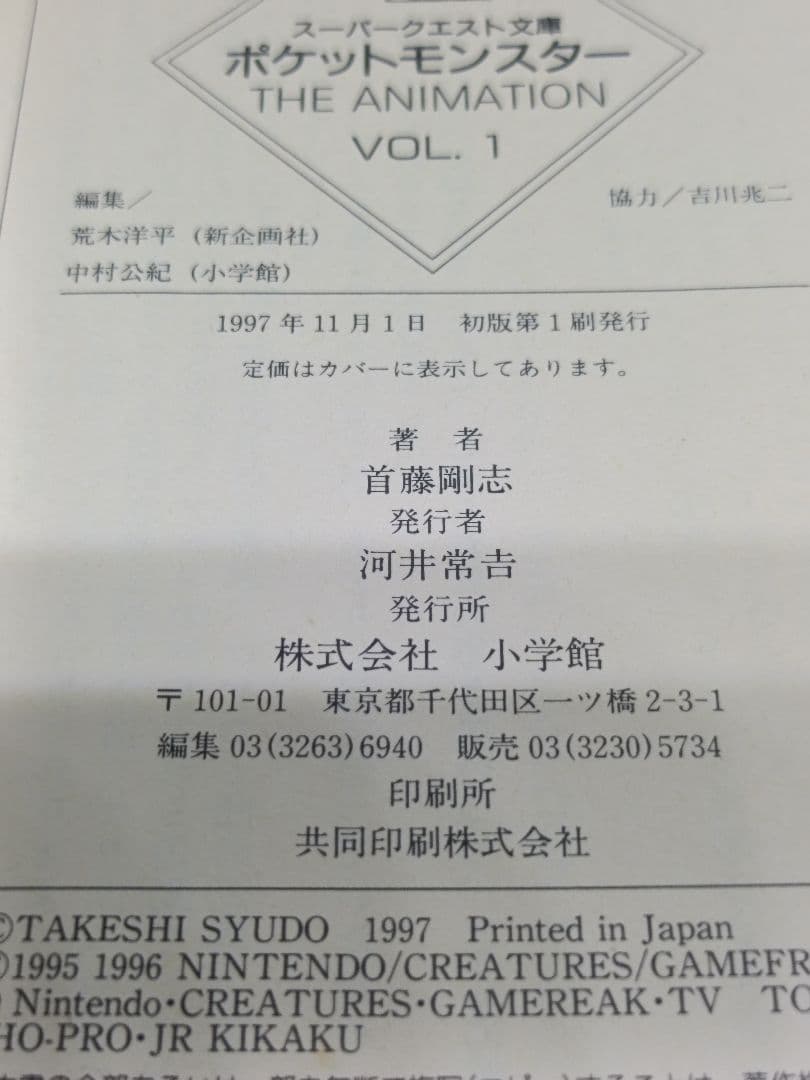 スーパークエスト文庫
ポケットモンスター
THE ANIMATION
VOL. 1
編集／
協力／吉川兆二
荒木洋平（新企画社）
中村公紀（小学館）
1997年11月1日　初版第1刷発行
定価はカバーに表示してあります。
著　者
首藤剛志
発行者
河井常吉
発行所
株式会社　小学館
〒101-01　東京都千代田区一ツ橋2-3-1
編集 03(3263)6940　販売 03(3230)5734
印刷所
共同印刷株式会社
©TAKESHI SYUDO 1997 Printed in Japan
©1995 1996 NINTENDO/CREATURES/GAMEFR
Nintendo・CREATURES・GAMEREAK・TV TO
HO-PRO・JR KIKAKU